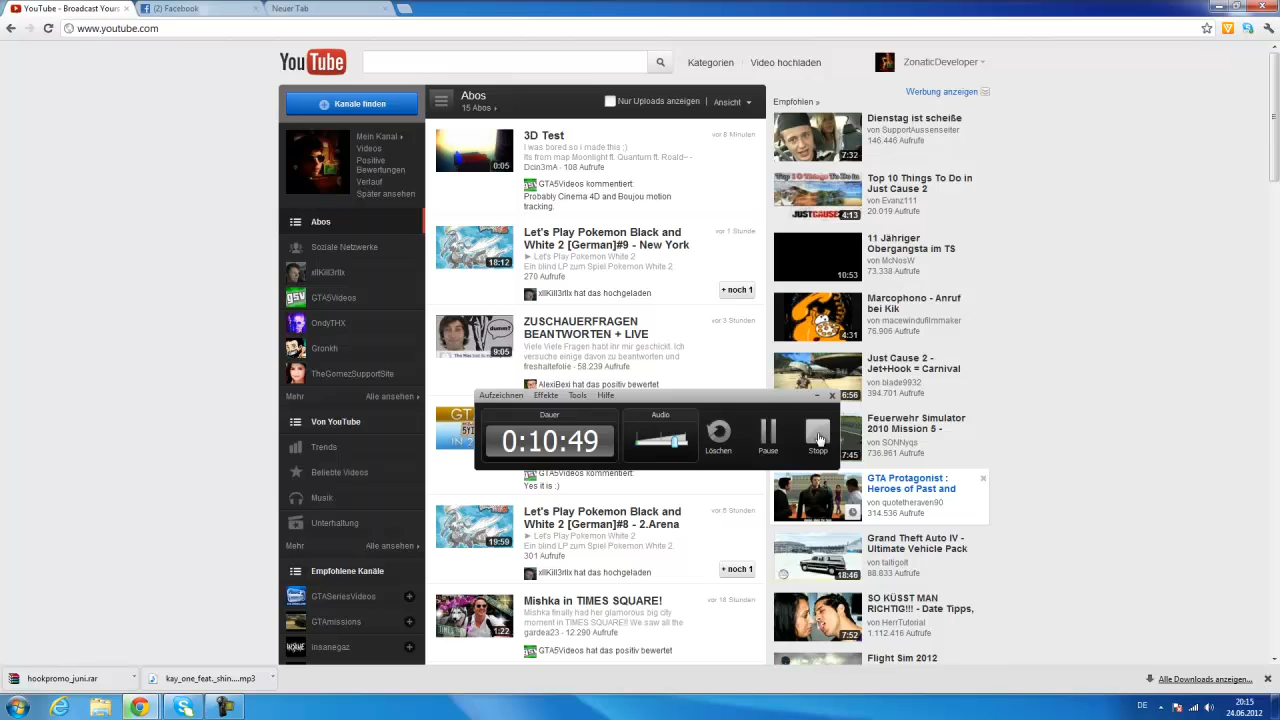 YouTube - Broadcast Yours
(2) Facebook
Neuer Tab
www.youtube.com
YouTube
Kategorien
Video hochladen
ZonaticDeveloper
Kanäle finden
Mein Kanal
Videos
Positive
Bewertungen
Verlauf
Später ansehen
Abos
Soziale Netzwerke
xllKill3rllx
GTA5Videos
OndyTHX
Gronkh
TheGomezSupportSite
Mehr
Alle ansehen
Von YouTube
Trends
Beliebte Videos
Musik
Unterhaltung
Mehr
Alle ansehen
Empfohlene Kanäle
GTASeriesVideos
GTAmissions
insanegaz
Abos
15 Abos
Nur Uploads anzeigen
Ansicht
3D Test
vor 8 Minuten
I was bored so i made this ;)
Its from map Moonlight ft. Quantum ft. Roald~-
Dcin3mA - 108 Aufrufe
0:05
GTA5Videos kommentiert:
Probably Cinema 4D and Boujou motion
tracking.
Let's Play Pokemon Black and
White 2 [German]#9 - New York
vor 1 Stunde
► Let's Play Pokemon White 2
Ein blind LP zum Spiel Pokemon White 2
270 Aufrufe
18:12
xllKill3rllx hat das hochgeladen
+ noch 1
ZUSCHAUERFRAGEN
BEANTWORTEN + LIVE
vor 3 Stunden
Viele Viele Fragen habt ihr mir geschickt. Ich
versuche einige davon zu beantworten und
freshaltefolie - 58.239 Aufrufe
dumm?
9:05
AlexiBexi hat das positiv bewertet
Aufzeichnen
Effekte
Tools
Hilfe
Dauer
0:10:49
Audio
Löschen
Pause
Stopp
GT
IN 2
GTA5Videos kommentiert:
Yes it is :)
Let's Play Pokemon Black and
White 2 [German]#8 - 2.Arena
vor 6 Stunden
► Let's Play Pokemon White 2
Ein blind LP zum Spiel Pokemon White 2
301 Aufrufe
19:59
xllKill3rllx hat das hochgeladen
+ noch 1
Mishka in TIMES SQUARE!
vor 18 Stunden
Mishka finally had her glamorous big city
moment in TIMES SQUARE!! We saw all the
gardea23 - 12.290 Aufrufe
1:22
GTA5Videos hat das positiv bewertet
Werbung anzeigen
Empfohlen »
Dienstag ist scheiße
von SupportAussenseiter
146.446 Aufrufe
7:32
Top 10 Things To Do in
Just Cause 2
von Evanz111
20.019 Aufrufe
Top 10 Things To Do in
JUST CAUSE
4:13
11 Jähriger
Obergangsta im TS
von McNosW
73.338 Aufrufe
10:53
Marcophono - Anruf
bei Kik
von macewindufilmmaker
76.906 Aufrufe
4:31
Just Cause 2 -
Jet+Hook = Carnival
von blade9932
394.701 Aufrufe
6:56
Feuerwehr Simulator
2010 Mission 5 -
von SONNyqs
736.961 Aufrufe
7:45
GTA Protagonist :
Heroes of Past and
von quotetheraven90
314.536 Aufrufe
Grand Theft Auto IV -
Ultimate Vehicle Pack
von taltigolt
88.833 Aufrufe
18:46
SO KÜSST MAN
RICHTIG!!! - Date Tipps,
von HerrTutorial
1.112.416 Aufrufe
7:52
Flight Sim 2012
hookpromo_juni.rar
kay_one_feat._shin....mp3
Alle Downloads anzeigen...
DE
20:15
24.06.2012